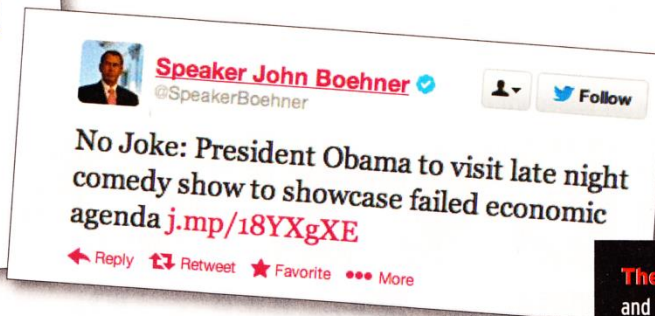 Speaker John Boehner
@SpeakerBoehner
Follow
No Joke: President Obama to visit late night
comedy show to showcase failed economic
agenda j.mp/18YXgXE
Reply Retweet Favorite More
The
and